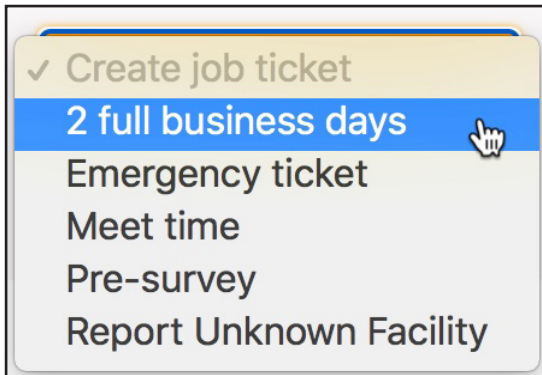 Create job ticket
2 full business days
Emergency ticket
Meet time
Pre-survey
Report Unknown Facility